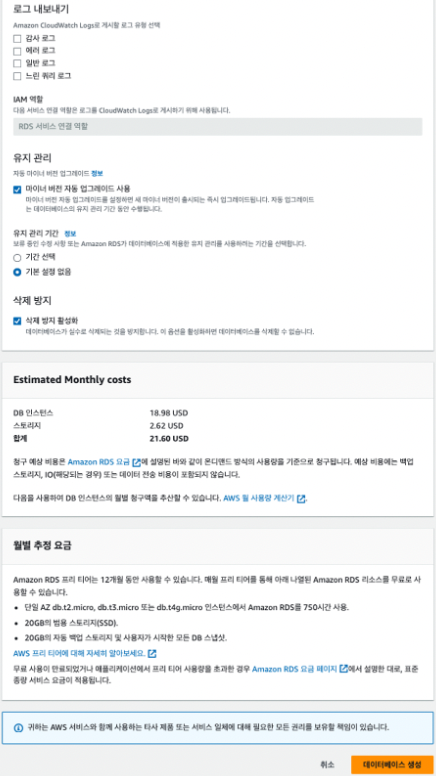 로그 내보내기
Amazon CloudWatch Logs로 게시할 로그 유형 선택
감사 로그
에러 로그
일반 로그
느린 쿼리 로그
IAM 역할
다음 서비스 연결 역할은 로그를 CloudWatch Logs로 게시하기 위해 사용됩니다.
RDS 서비스 연결 역할
유지 관리
자동 마이너 버전 업그레이드 정보
마이너 버전 자동 업그레이드 사용
마이너 버전 자동 업그레이드를 설정하면 새 마이너 버전이 출시되는 즉시 업그레이드됩니다. 자동 업그레이드
는 데이터베이스의 유지 관리 기간 동안 수행됩니다.
유지 관리 기간 정보
보류 중인 수정 사항 또는 Amazon RDS가 데이터베이스에 적용한 유지 관리를 사용하려는 기간을 선택합니다.
기간 선택
기본 설정 없음
삭제 방지
삭제 방지 활성화
데이터베이스가 실수로 삭제되는 것을 방지합니다. 이 옵션을 활성화하면 데이터베이스를 삭제할 수 없습니다.
Estimated Monthly costs
DB 인스턴스 18.98 USD
스토리지 2.62 USD
합계 21.60 USD
청구 예상 비용은 Amazon RDS 요금에 설명된 바와 같이 온디맨드 방식의 사용량을 기준으로 청구됩니다. 예상 비용에는 백업
스토리지, IO(해당되는 경우) 또는 데이터 전송 비용이 포함되지 않습니다.
다음을 사용하여 DB 인스턴스의 월별 청구액을 추산할 수 있습니다. AWS 월 사용량 계산기.
월별 추정 요금
Amazon RDS 프리 티어는 12개월 동안 사용할 수 있습니다. 매월 프리 티어를 통해 아래 나열된 Amazon RDS 리소스를 무료로 사
용할 수 있습니다.
• 단일 AZ db.t2.micro, db.t3.micro 또는 db.t4g.micro 인스턴스에서 Amazon RDS를 750시간 사용.
• 20GB의 범용 스토리지(SSD).
• 20GB의 자동 백업 스토리지 및 사용자가 시작한 모든 DB 스냅샷.
AWS 프리 티어에 대해 자세히 알아보세요.
무료 사용이 만료되었거나 애플리케이션에서 프리 티어 사용량을 초과한 경우 Amazon RDS 요금 페이지에서 설명한 대로, 표준
종량 서비스 요금이 적용됩니다.
귀하는 AWS 서비스와 함께 사용하는 타사 제품 또는 서비스 일체에 대해 필요한 모든 권리를 보유할 책임이 있습니다.
취소 데이터베이스 생성